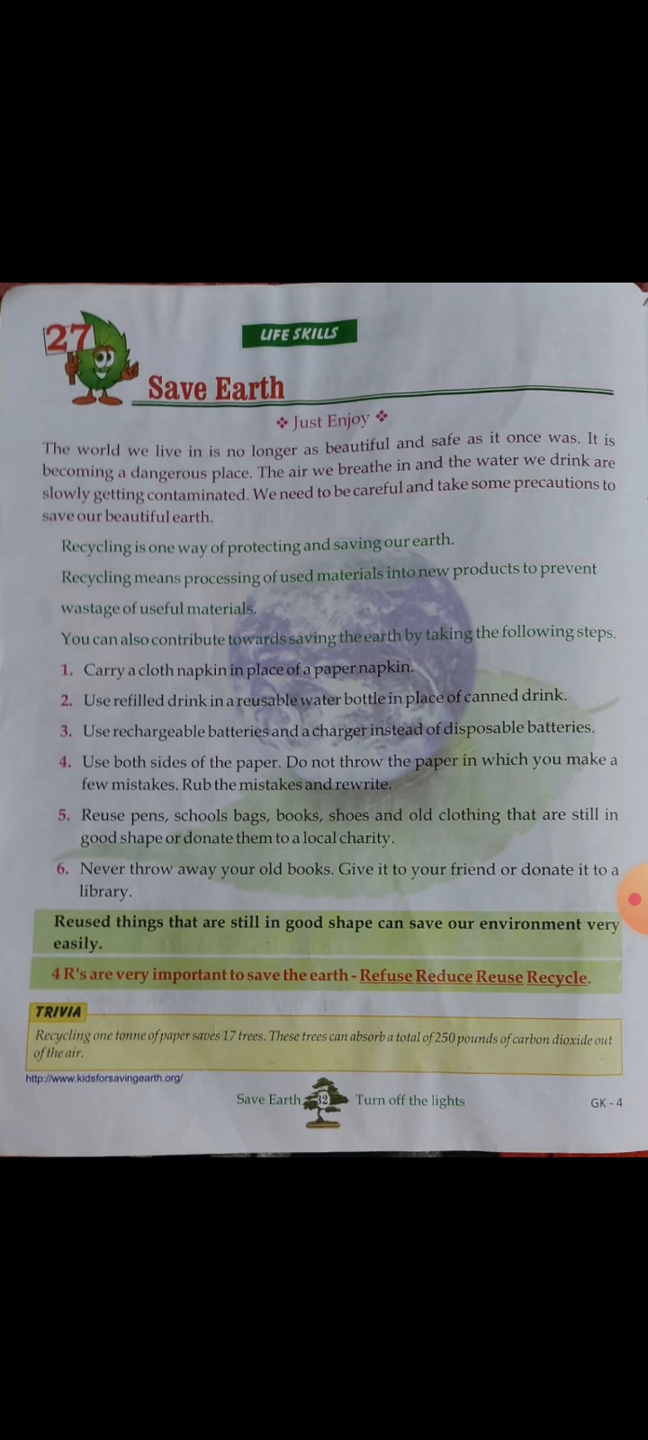 27
LIFE SKILLS
Save Earth
❖ Just Enjoy ❖
The world we live in is no longer as beautiful and safe as it once was. It is
becoming a dangerous place. The air we breathe in and the water we drink are
slowly getting contaminated. We need to be careful and take some precautions to
save our beautiful earth.
Recycling is one way of protecting and saving our earth.
Recycling means processing of used materials into new products to prevent
wastage of useful materials.
You can also contribute towards saving the earth by taking the following steps.
1. Carry a cloth napkin in place of a paper napkin.
2. Use refilled drink in a reusable water bottle in place of canned drink.
3. Use rechargeable batteries and a charger instead of disposable batteries.
4. Use both sides of the paper. Do not throw the paper in which you make a
few mistakes. Rub the mistakes and rewrite.
5. Reuse pens, schools bags, books, shoes and old clothing that are still in
good shape or donate them to a local charity.
6. Never throw away your old books. Give it to your friend or donate it to a
library.
Reused things that are still in good shape can save our environment very
easily.
4 R's are very important to save the earth - Refuse Reduce Reuse Recycle.
TRIVIA
Recycling one tonne of paper saves 17 trees. These trees can absorb a total of 250 pounds of carbon dioxide out
of the air.
http://www.kidsforsavingearth.org/
Save Earth 32 Turn off the lights
GK - 4